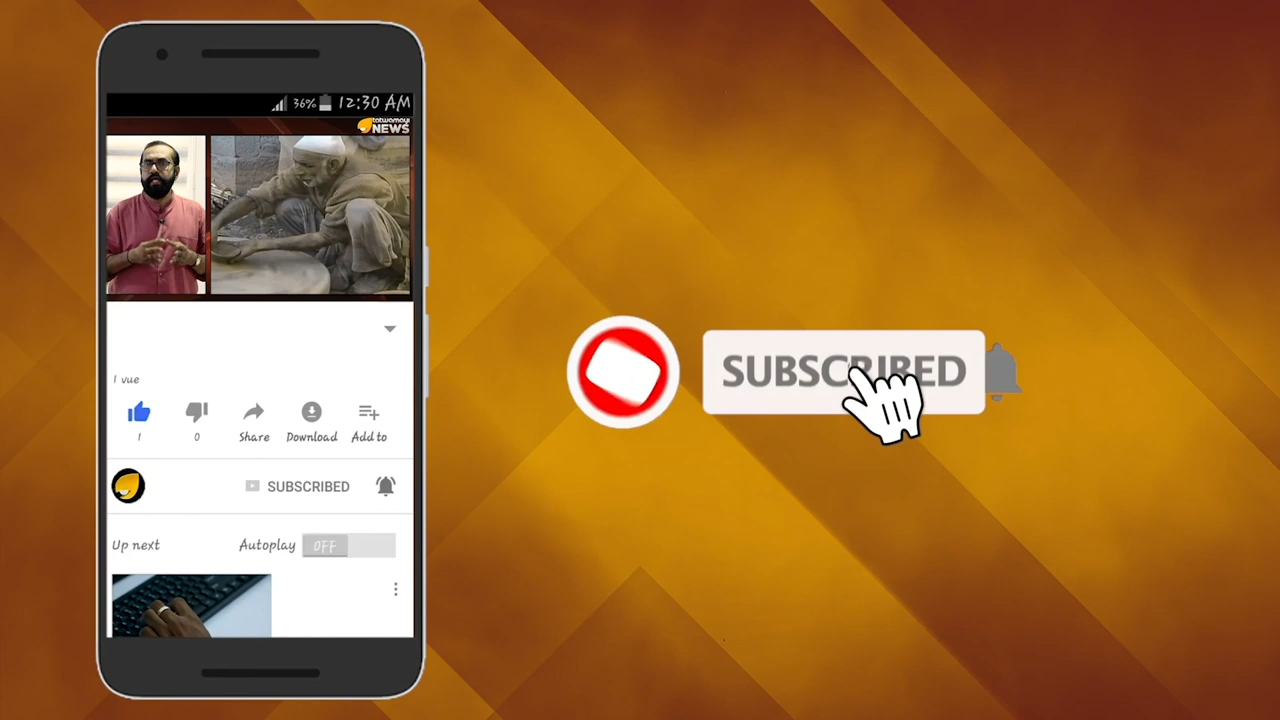 36% 12:30 AM
tatwamayi
NEWS
1 vue
1
0
Share
Download
Add to
SUBSCRIBED
Up next
Autoplay
OFF
SUBSCRIBED